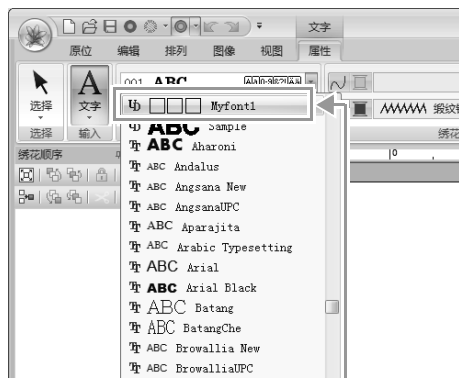 文字
原位 编辑 排列 图像 视图 属性
001 ABC
选择 文字
选择 输入
Myfont1
缎纹
绣花
绣花顺序
ABC Sample
ABC Aharoni
ABC Andalus
ABC Angsana New
ABC AngsanaUPC
ABC Aparajita
ABC Arabic Typesetting
ABC Arial
ABC Arial Black
ABC Batang
ABC BatangChe
ABC Browallia New
ABC BrowalliaUPC
0